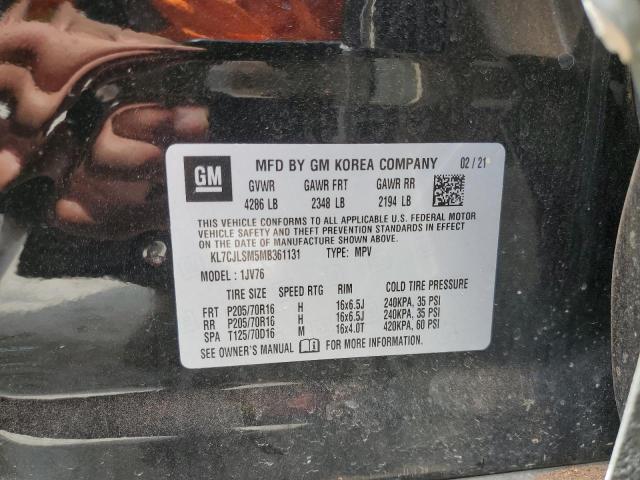 GM MFD BY GM KOREA COMPANY 02 / 21
GVWR GAWR FRT GAWR RR
4286 LB 2348 LB 2194 LB
THIS VEHICLE CONFORMS TO ALL APPLICABLE U.S. FEDERAL MOTOR
VEHICLE SAFETY AND THEFT PREVENTION STANDARDS IN
EFFECT ON THE DATE OF MANUFACTURE SHOWN ABOVE.
KL7CJLSM5MB361131 TYPE: MPV
MODEL : 1JV76
TIRE SIZE SPEED RTG RIM COLD TIRE PRESSURE
FRT P205/70R16 H 16x6.5J 240KPA, 35 PSI
RR P205/70R16 H 16x6.5J 240KPA, 35 PSI
SPA T125/70D16 M 16x4.0T 420KPA, 60 PSI
SEE OWNER'S MANUAL FOR MORE INFORMATION.